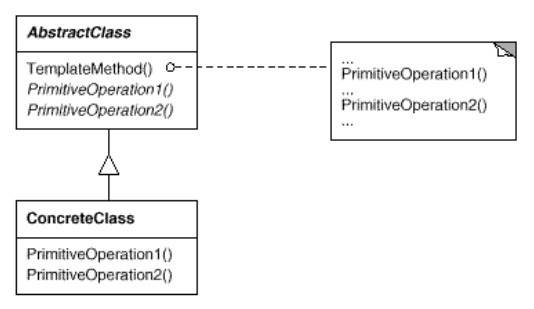 AbstractClass
TemplateMethod()
PrimitiveOperation1()
PrimitiveOperation2()
...
PrimitiveOperation1()
...
PrimitiveOperation2()
...
ConcreteClass
PrimitiveOperation1()
PrimitiveOperation2()